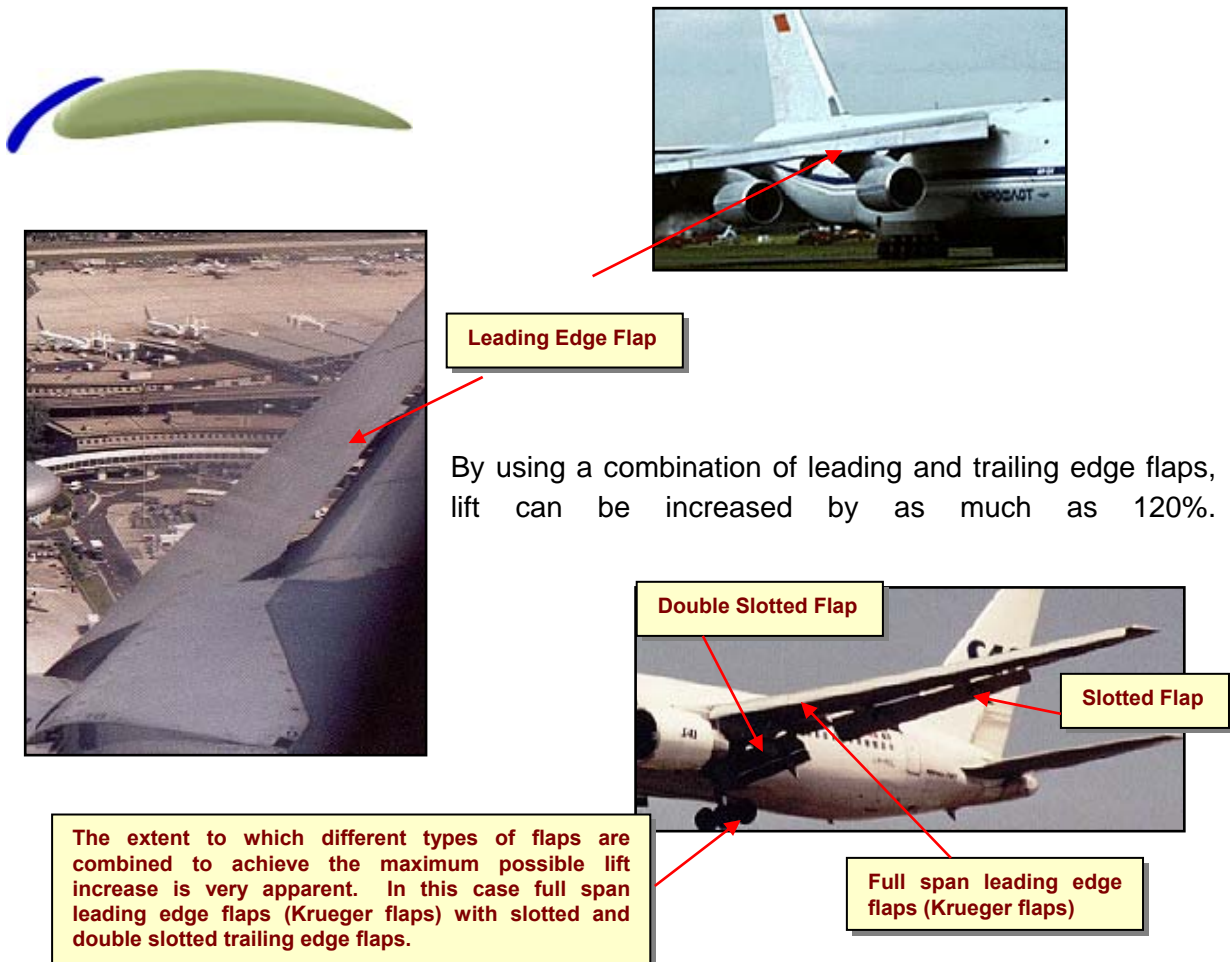 АЭРОФЛОТ
Leading Edge Flap
By using a combination of leading and trailing edge flaps,
lift can be increased by as much as 120%.
Double Slotted Flap
Slotted Flap
The extent to which different types of flaps are
combined to achieve the maximum possible lift
increase is very apparent. In this case full span
leading edge flaps (Krueger flaps) with slotted and
double slotted trailing edge flaps.
Full span leading edge
flaps (Krueger flaps)